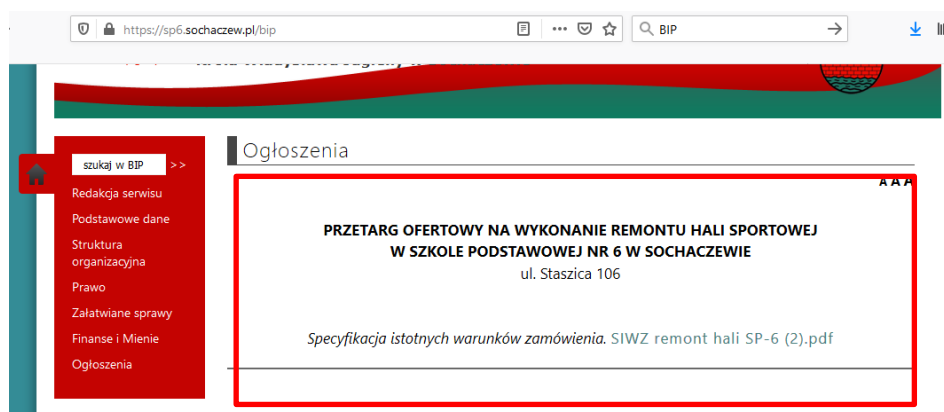 https://sp6.sochaczew.pl/bip
BIP
szukaj w BIP >>
Redakcja serwisu
Podstawowe dane
Struktura
organizacyjna
Prawo
Załatwiane sprawy
Finanse i Mienie
Ogłoszenia
Ogłoszenia
A A A
PRZETARG OFERTOWY NA WYKONANIE REMONTU HALI SPORTOWEJ
W SZKOLE PODSTAWOWEJ NR 6 W SOCHACZEWIE
ul. Staszica 106
Specyfikacja istotnych warunków zamówienia. SIWZ remont hali SP-6 (2).pdf